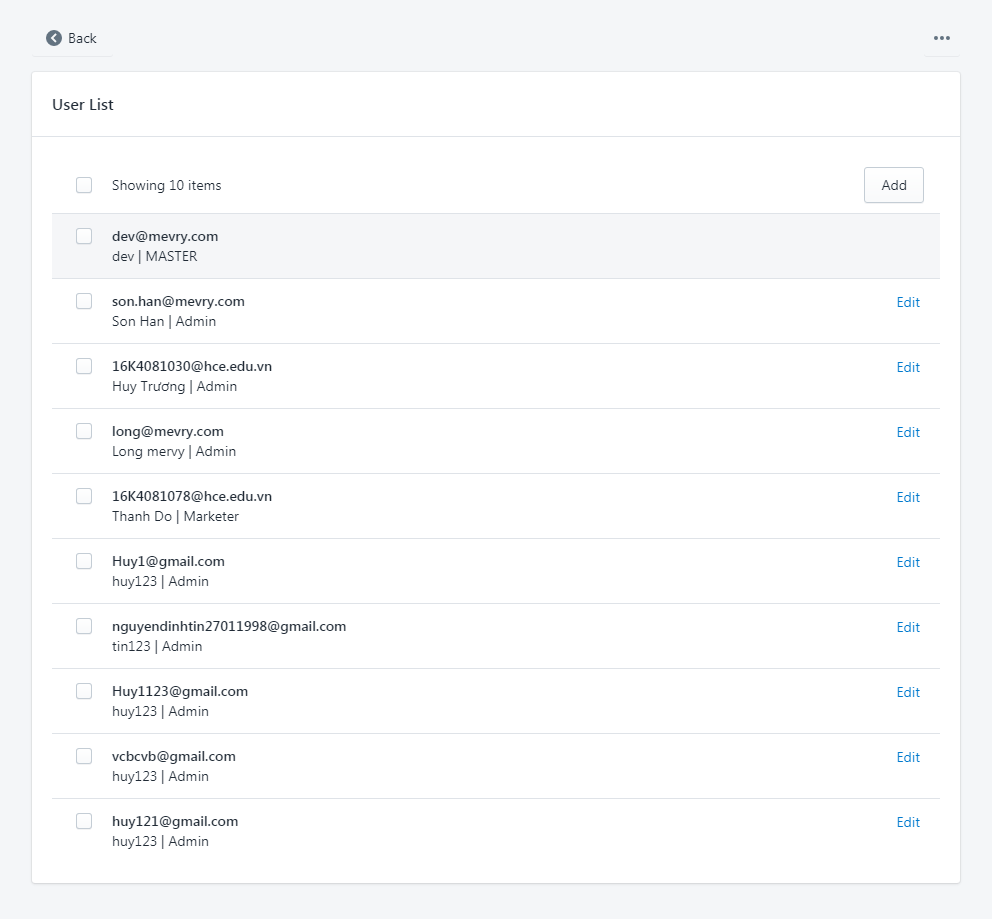 Back
User List
Showing 10 items
Add
dev@mevry.com
dev | MASTER
son.han@mevry.com
Edit
Son Han | Admin
16K4081030@hce.edu.vn
Edit
Huy Trương | Admin
long@mevry.com
Edit
Long mervy | Admin
16K4081078@hce.edu.vn
Edit
Thanh Do | Marketer
Huy1@gmail.com
Edit
huy123 | Admin
nguyendinhtin27011998@gmail.com
Edit
tin123 | Admin
Huy1123@gmail.com
Edit
huy123 | Admin
vcbcvb@gmail.com
Edit
huy123 | Admin
huy121@gmail.com
Edit
huy123 | Admin